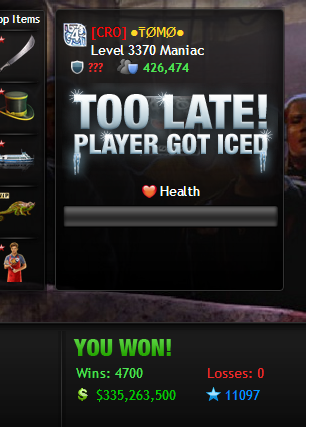 op Items
[CRO] ●TØMØ●
Level 3370 Maniac
??? 426,474
TOO LATE!
PLAYER GOT ICED
Health
VIP
YOU WON!
Wins: 4700 Losses: 0
$ $335,263,500 11097